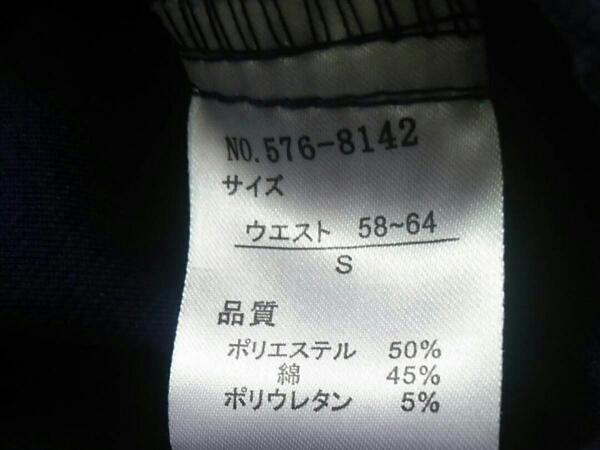 NO.576-8142
サイズ
ウエスト 58~64
S
品質
ポリエステル 50%
綿 45%
ポリウレタン 5%